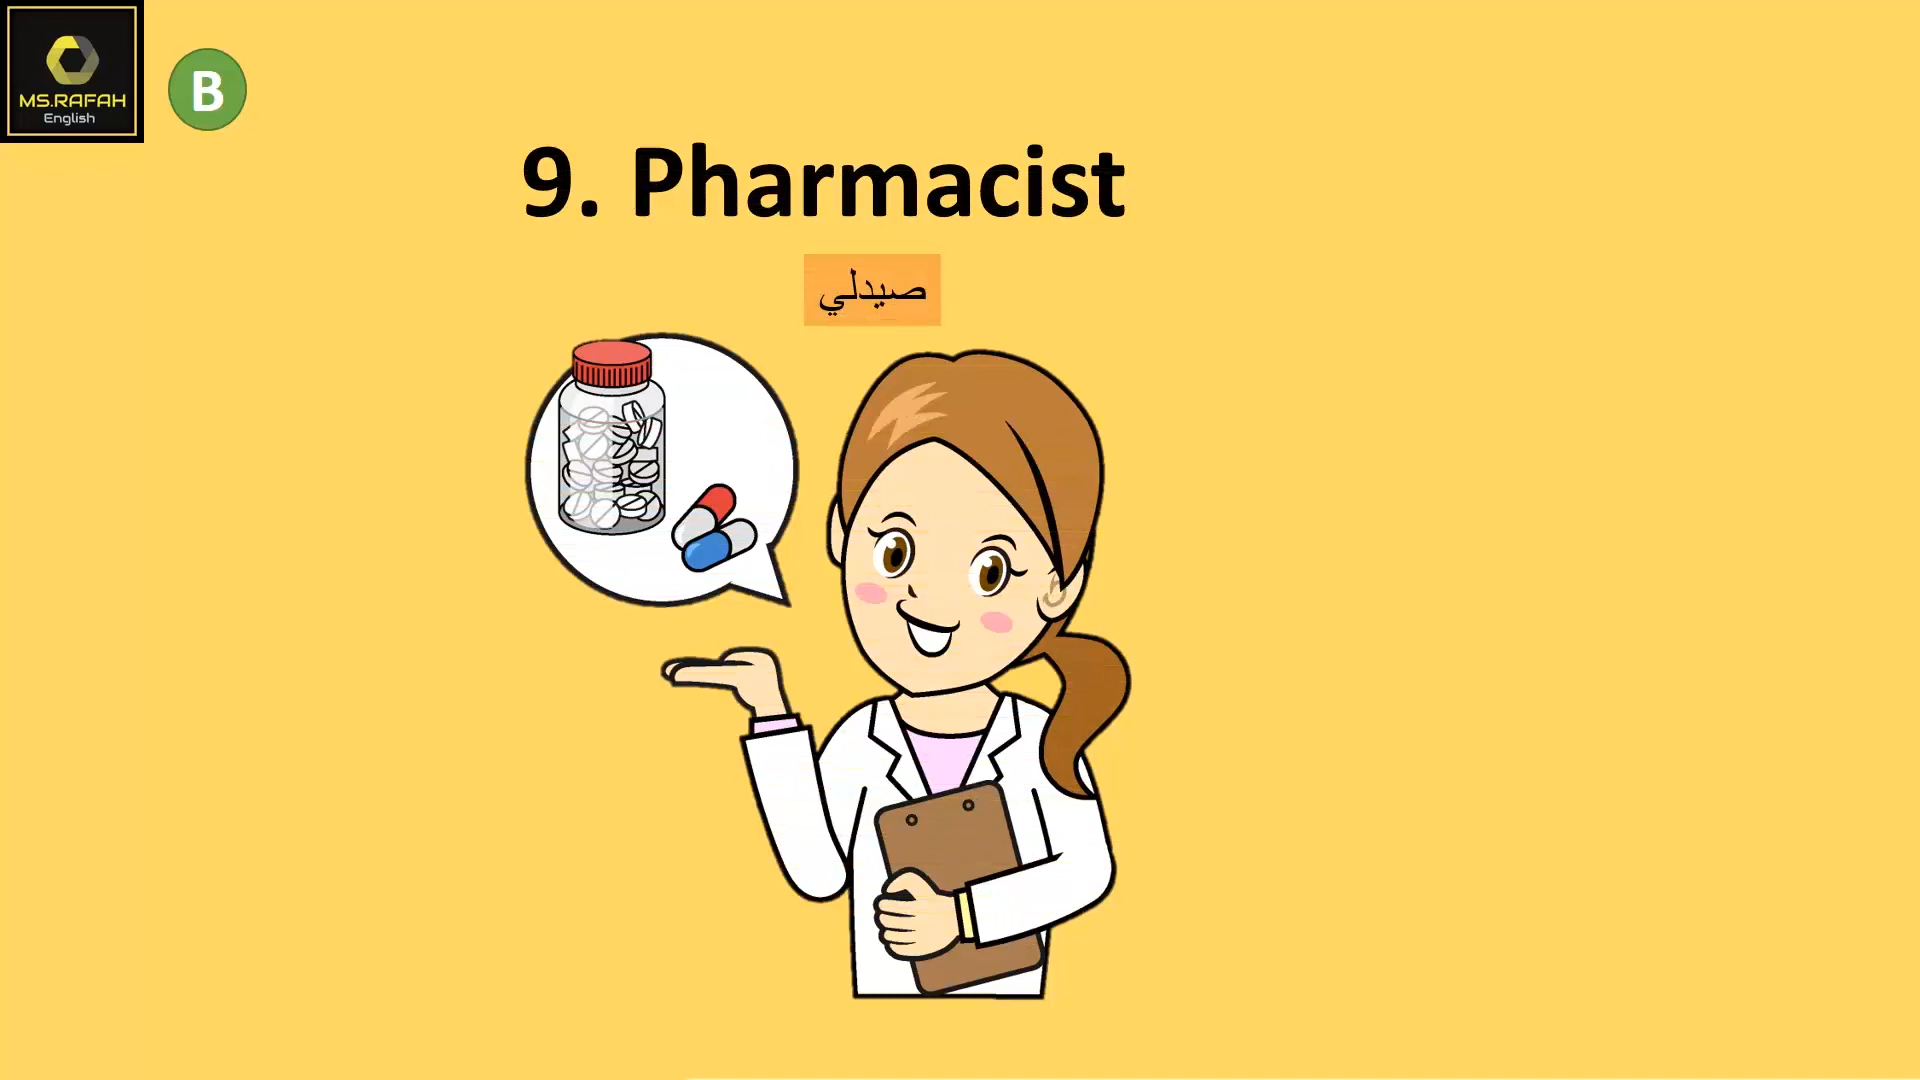 MS.RAFAH
English
B
9. Pharmacist
صيدلي